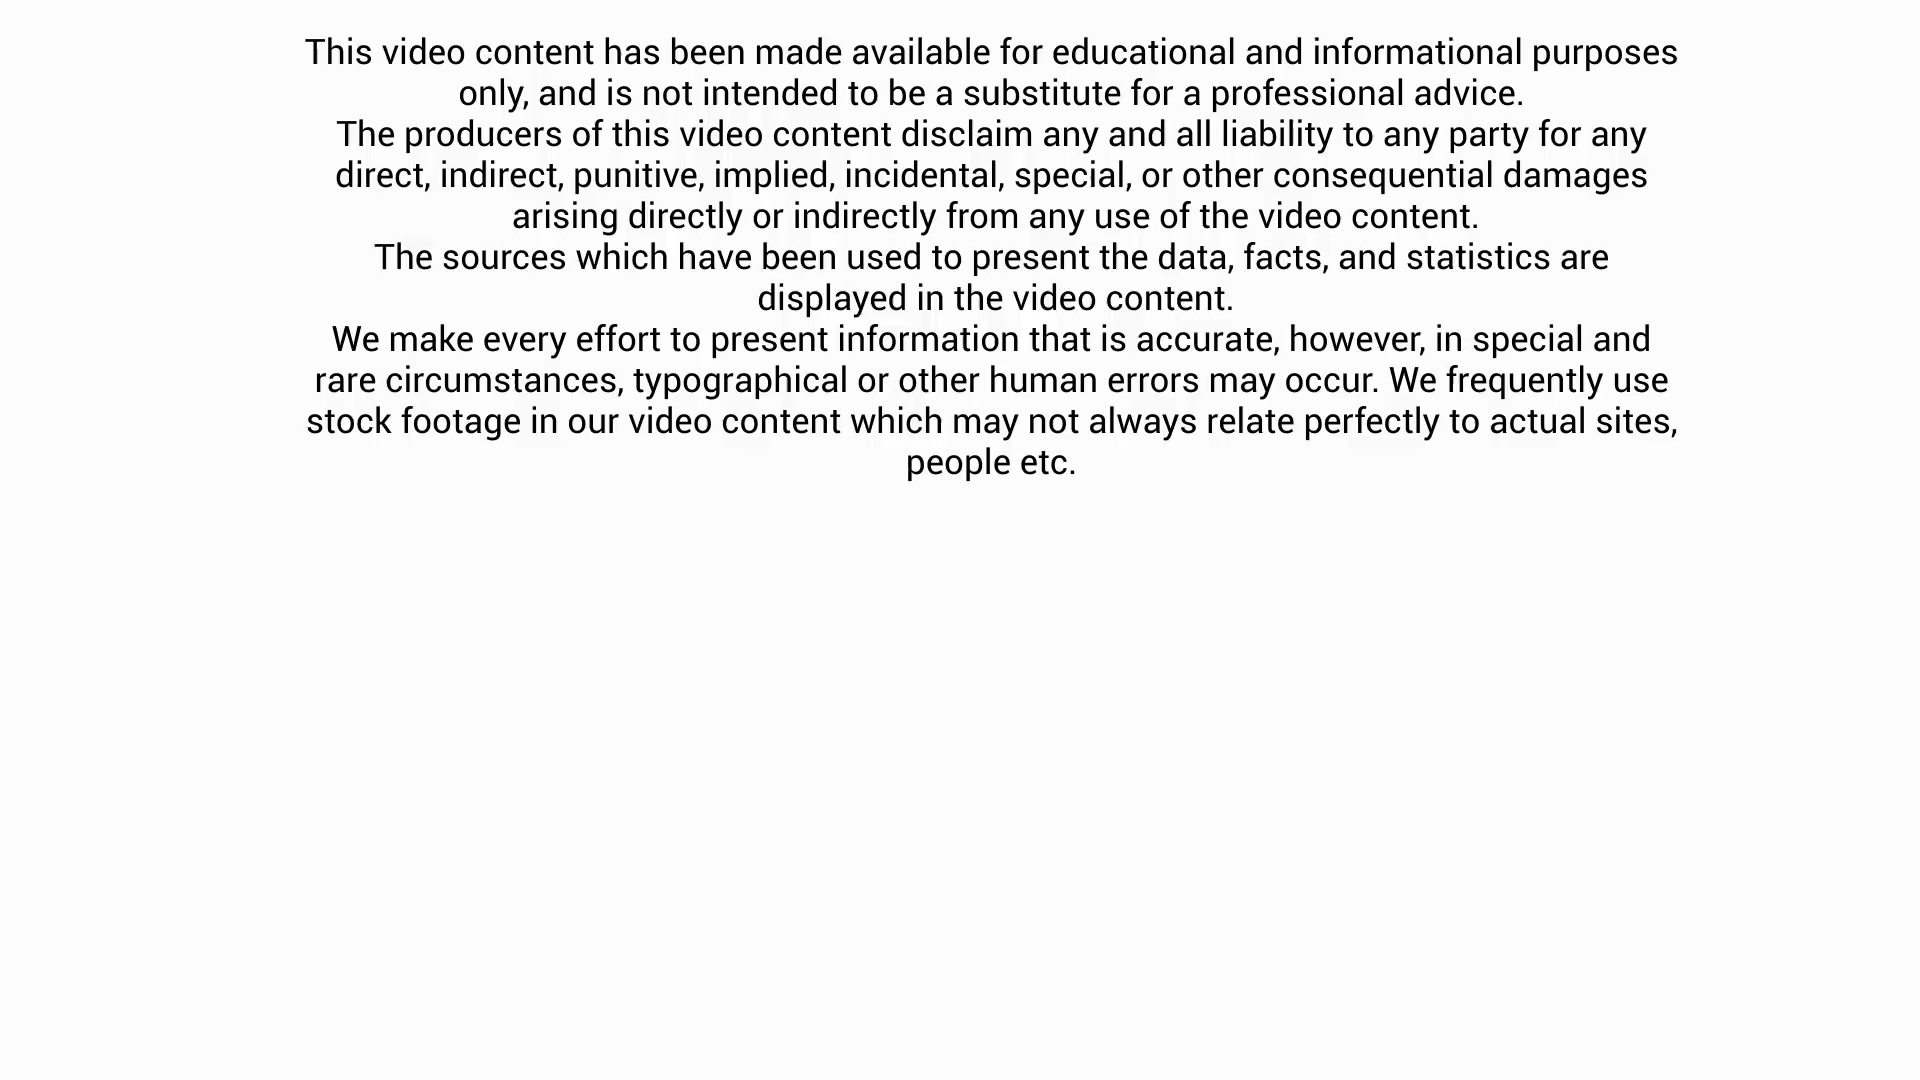 This video content has been made available for educational and informational purposes
only, and is not intended to be a substitute for a professional advice.
The producers of this video content disclaim any and all liability to any party for any
direct, indirect, punitive, implied, incidental, special, or other consequential damages
arising directly or indirectly from any use of the video content.
The sources which have been used to present the data, facts, and statistics are
displayed in the video content.
We make every effort to present information that is accurate, however, in special and
rare circumstances, typographical or other human errors may occur. We frequently use
stock footage in our video content which may not always relate perfectly to actual sites,
people etc.